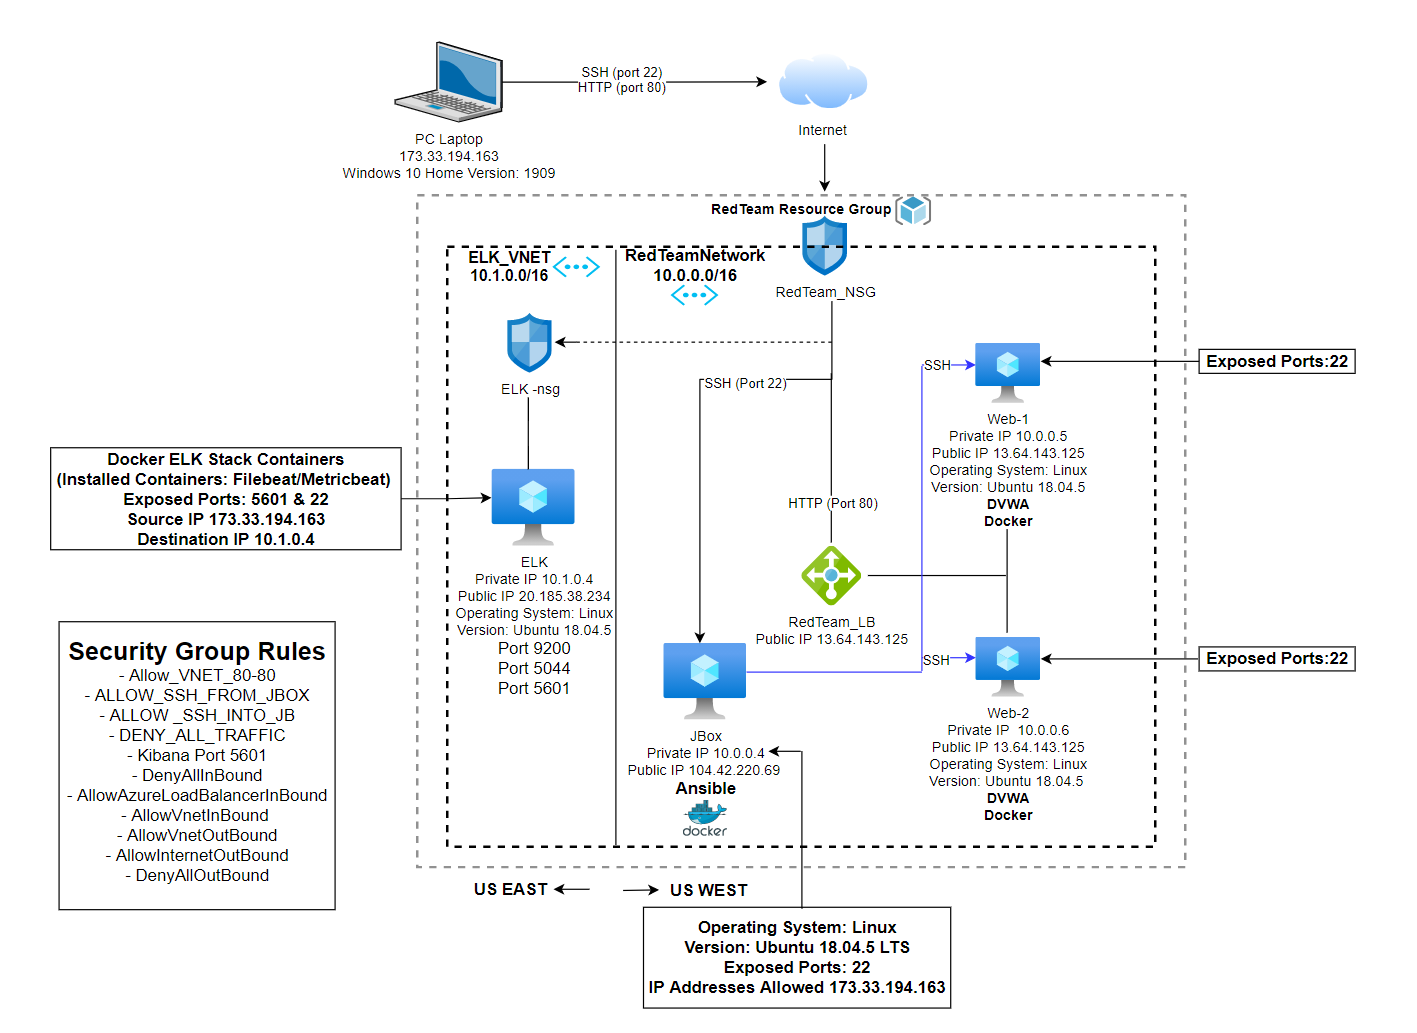 SSH (port 22)
HTTP (port 80)
Internet
PC Laptop
173.33.194.163
Windows 10 Home Version: 1909
RedTeam Resource Group
ELK_VNET
10.1.0.0/16
RedTeamNetwork
10.0.0.0/16
RedTeam_NSG
ELK -nsg
SSH (Port 22)
SSH
Exposed Ports:22
Web-1
Private IP 10.0.0.5
Public IP 13.64.143.125
Operating System: Linux
Version: Ubuntu 18.04.5
DVWA
Docker
Docker ELK Stack Containers
(Installed Containers: Filebeat/Metricbeat)
Exposed Ports: 5601 & 22
Source IP 173.33.194.163
Destination IP 10.1.0.4
HTTP (Port 80)
ELK
Private IP 10.1.0.4
Public IP 20.185.38.234
Operating System: Linux
Version: Ubuntu 18.04.5
Port 9200
Port 5044
Port 5601
RedTeam_LB
Public IP 13.64.143.125
SSH
Exposed Ports:22
Web-2
Private IP  10.0.0.6
Public IP 13.64.143.125
Operating System: Linux
Version: Ubuntu 18.04.5
DVWA
Docker
JBox
Private IP 10.0.0.4
Public IP 104.42.220.69
Ansible
docker
Security Group Rules
- Allow_VNET_80-80
- ALLOW_SSH_FROM_JBOX
- ALLOW _SSH_INTO_JB
- DENY_ALL_TRAFFIC
- Kibana Port 5601
- DenyAllInBound
- AllowAzureLoadBalancerInBound
- AllowVnetInBound
- AllowVnetOutBound
- AllowInternetOutBound
- DenyAllOutBound
US EAST
US WEST
Operating System: Linux
Version: Ubuntu 18.04.5 LTS
Exposed Ports: 22
IP Addresses Allowed 173.33.194.163